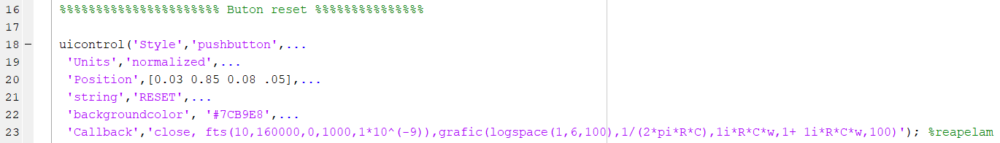 16 %%%%%%%%%%%%%%%%%%%%%% Buton reset %%%%%%%%%%%%%%%
17
18 — uicontrol('Style','pushbutton',...
19 'Units','normalized',...
20 'Position',[0.03 0.85 0.08 .05],...
21 'string','RESET',...
22 'backgroundcolor', '#7CB9E8',...
23 'Callback','close, fts(10,160000,0,1000,1*10^(-9)),grafic(logspace(1,6,100),1/(2*pi*R*C),1i*R*C*w,1+ 1i*R*C*w,100)'); %reapelam